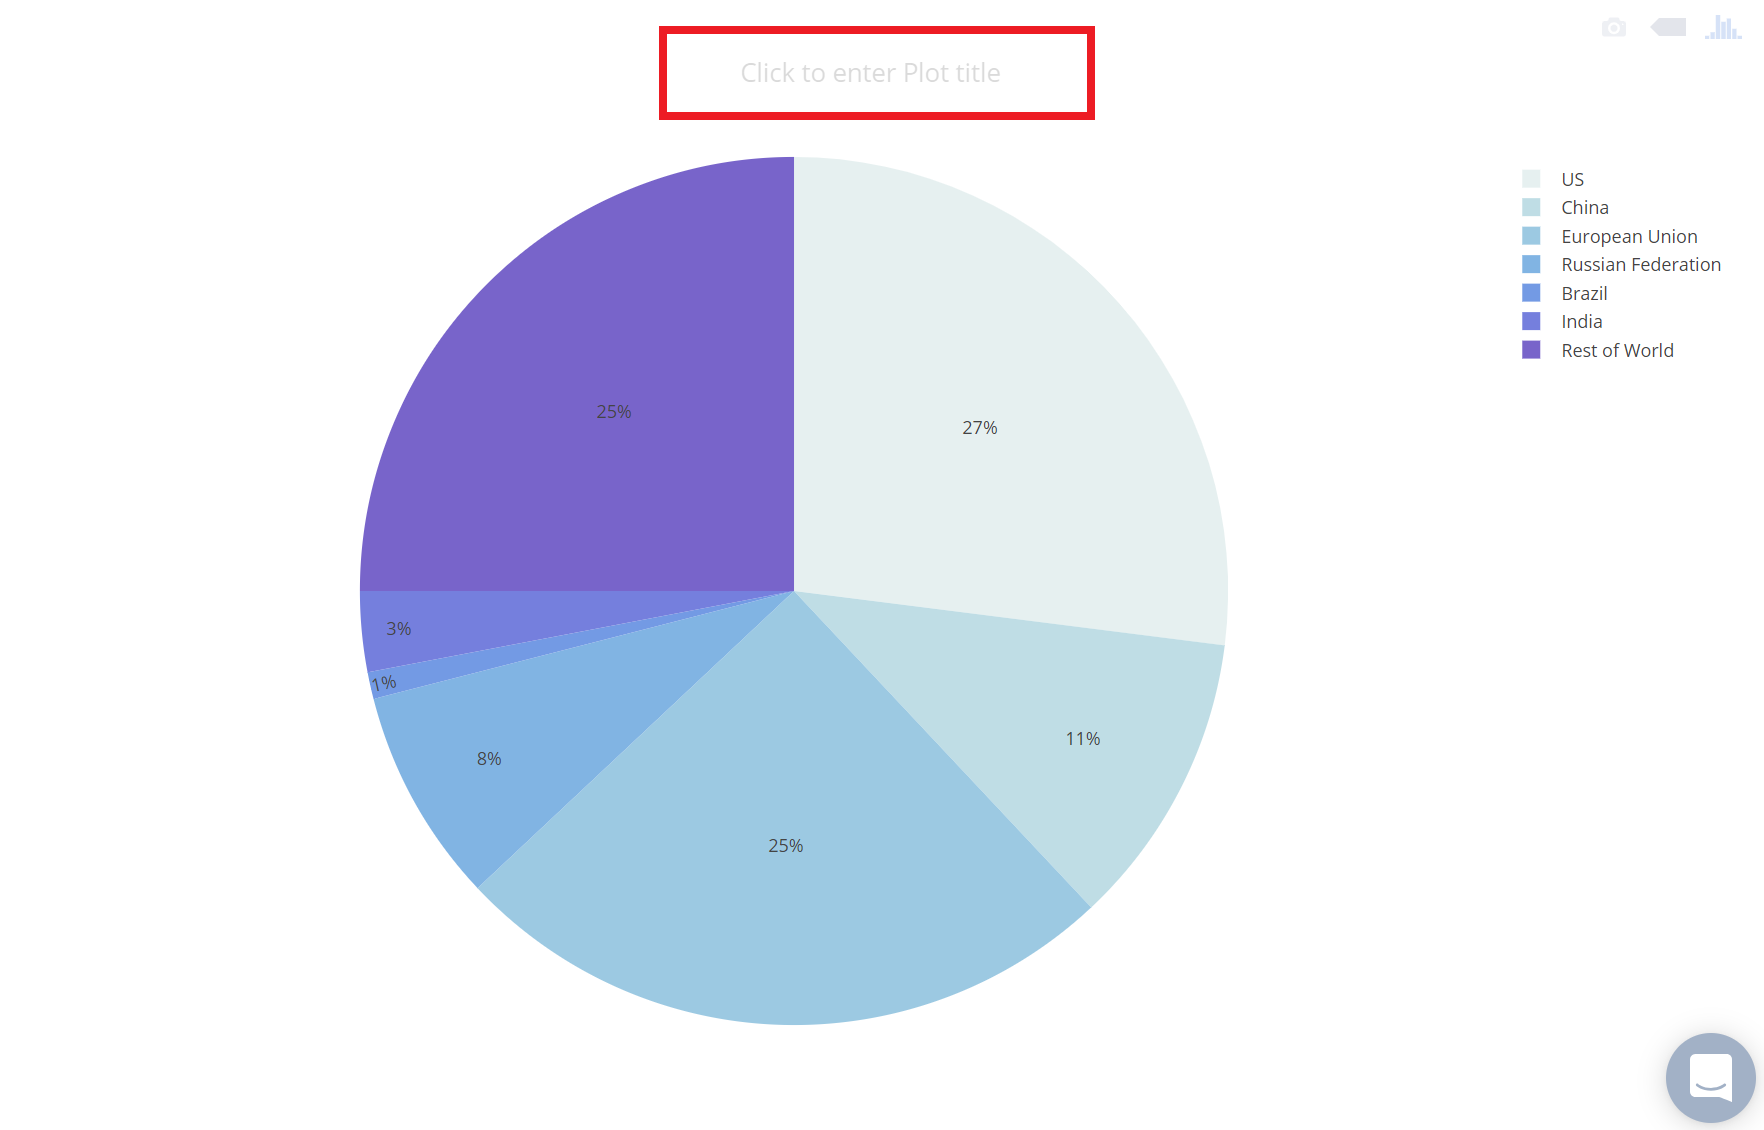 Click to enter Plot title
US
China
European Union
Russian Federation
Brazil
India
Rest of World
25%
27%
3%
1%
11%
8%
25%